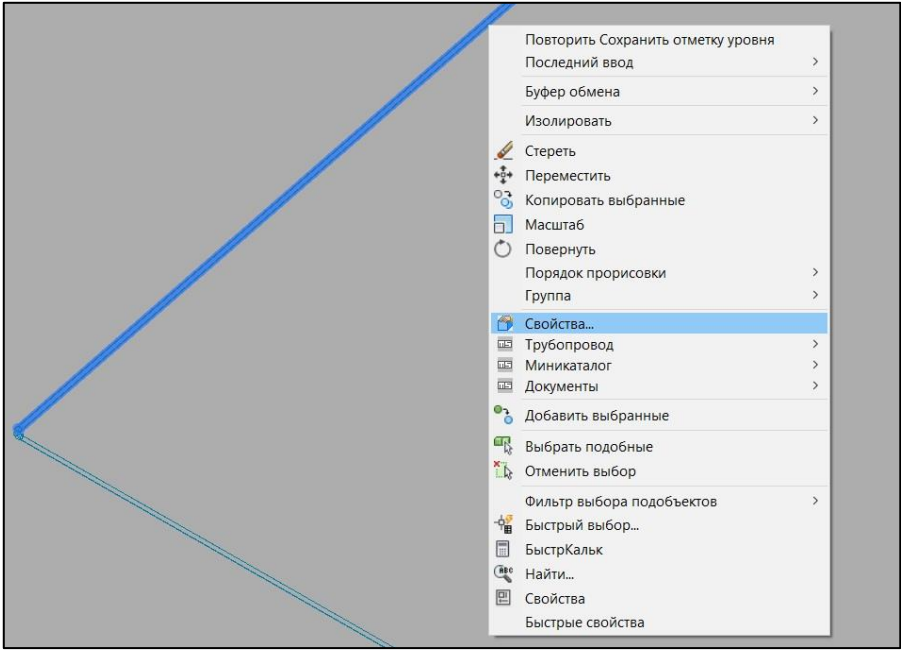 Повторить Сохранить отметку уровня
Последний ввод
Буфер обмена
Изолировать
Стереть
Переместить
Копировать выбранные
Масштаб
Повернуть
Порядок прорисовки
Группа
Свойства...
Трубопровод
Миникаталог
Документы
Добавить выбранные
Выбрать подобные
Отменить выбор
Фильтр выбора подобъектов
Быстрый выбор...
БыстрКальк
Найти...
Свойства
Быстрые свойства